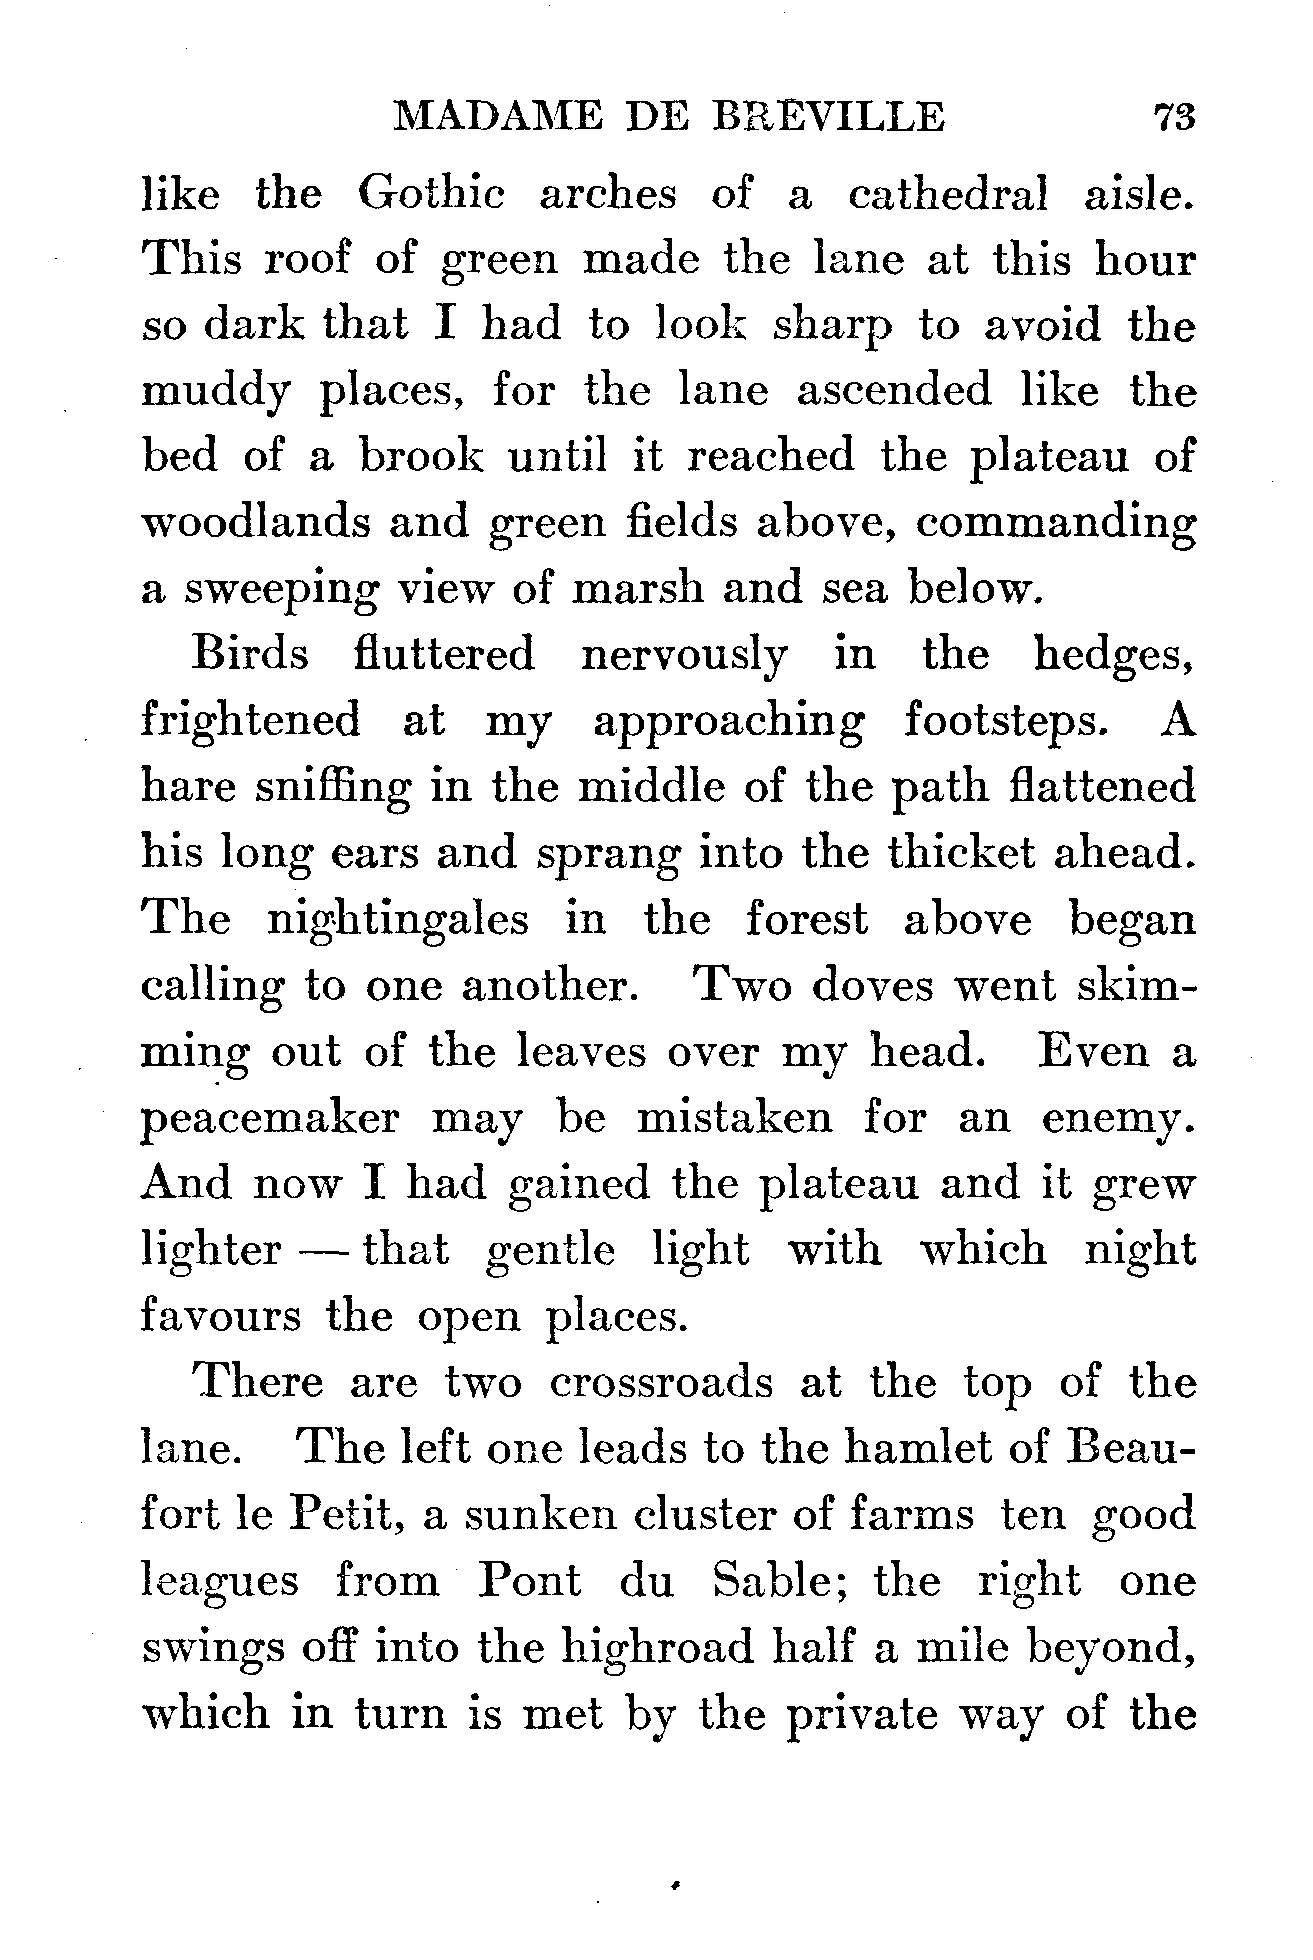 MADAME DE BRÉVILLE 73
like the Gothic arches of a cathedral aisle.
This roof of green made the lane at this hour
so dark that I had to look sharp to avoid the
muddy places, for the lane ascended like the
bed of a brook until it reached the plateau of
woodlands and green fields above, commanding
a sweeping view of marsh and sea below.
Birds fluttered nervously in the hedges,
frightened at my approaching footsteps. A
hare sniffing in the middle of the path flattened
his long ears and sprang into the thicket ahead.
The nightingales in the forest above began
calling to one another. Two doves went skim-
ming out of the leaves over my head. Even a
peacemaker may be mistaken for an enemy.
And now I had gained the plateau and it grew
lighter — that gentle light with which night
favours the open places.
There are two crossroads at the top of the
lane. The left one leads to the hamlet of Beau-
fort le Petit, a sunken cluster of farms ten good
leagues from Pont du Sable; the right one
swings off into the highroad half a mile beyond,
which in turn is met by the private way of the